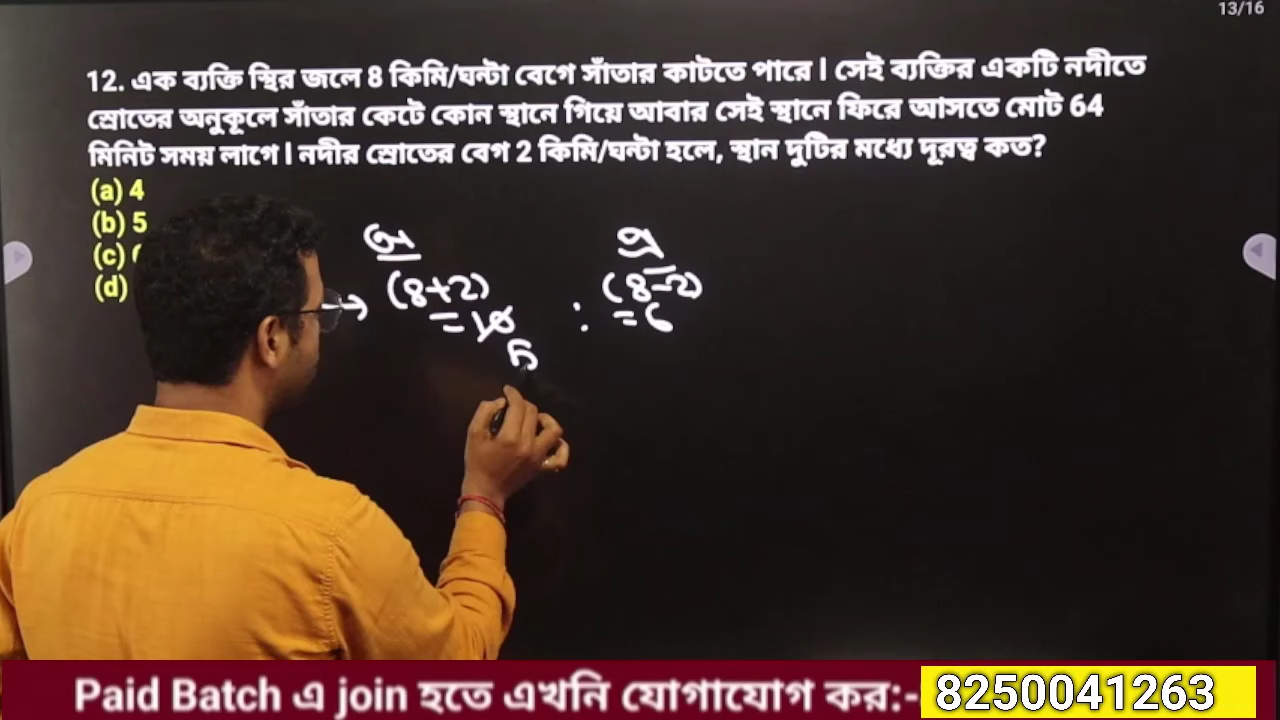 13/16
12. এক ব্যক্তি স্থির জলে 8 কিমি/ঘন্টা বেগে সাঁতার কাটতে পারে। সেই ব্যক্তির একটি নদীতে
স্রোতের অনুকূলে সাঁতার কেটে কোন স্থানে গিয়ে আবার সেই স্থানে ফিরে আসতে মোট 64
মিনিট সময় লাগে। নদীর স্রোতের বেগ 2 কিমি/ঘন্টা হলে, স্থান দুটির মধ্যে দূরত্ব কত?
(a) 4
(b) 5
(c)
(d)
(8+2) (8-2)
=10 : =6
5
Paid Batch এ join হতে এখনি যোগাযোগ কর:- 8250041263